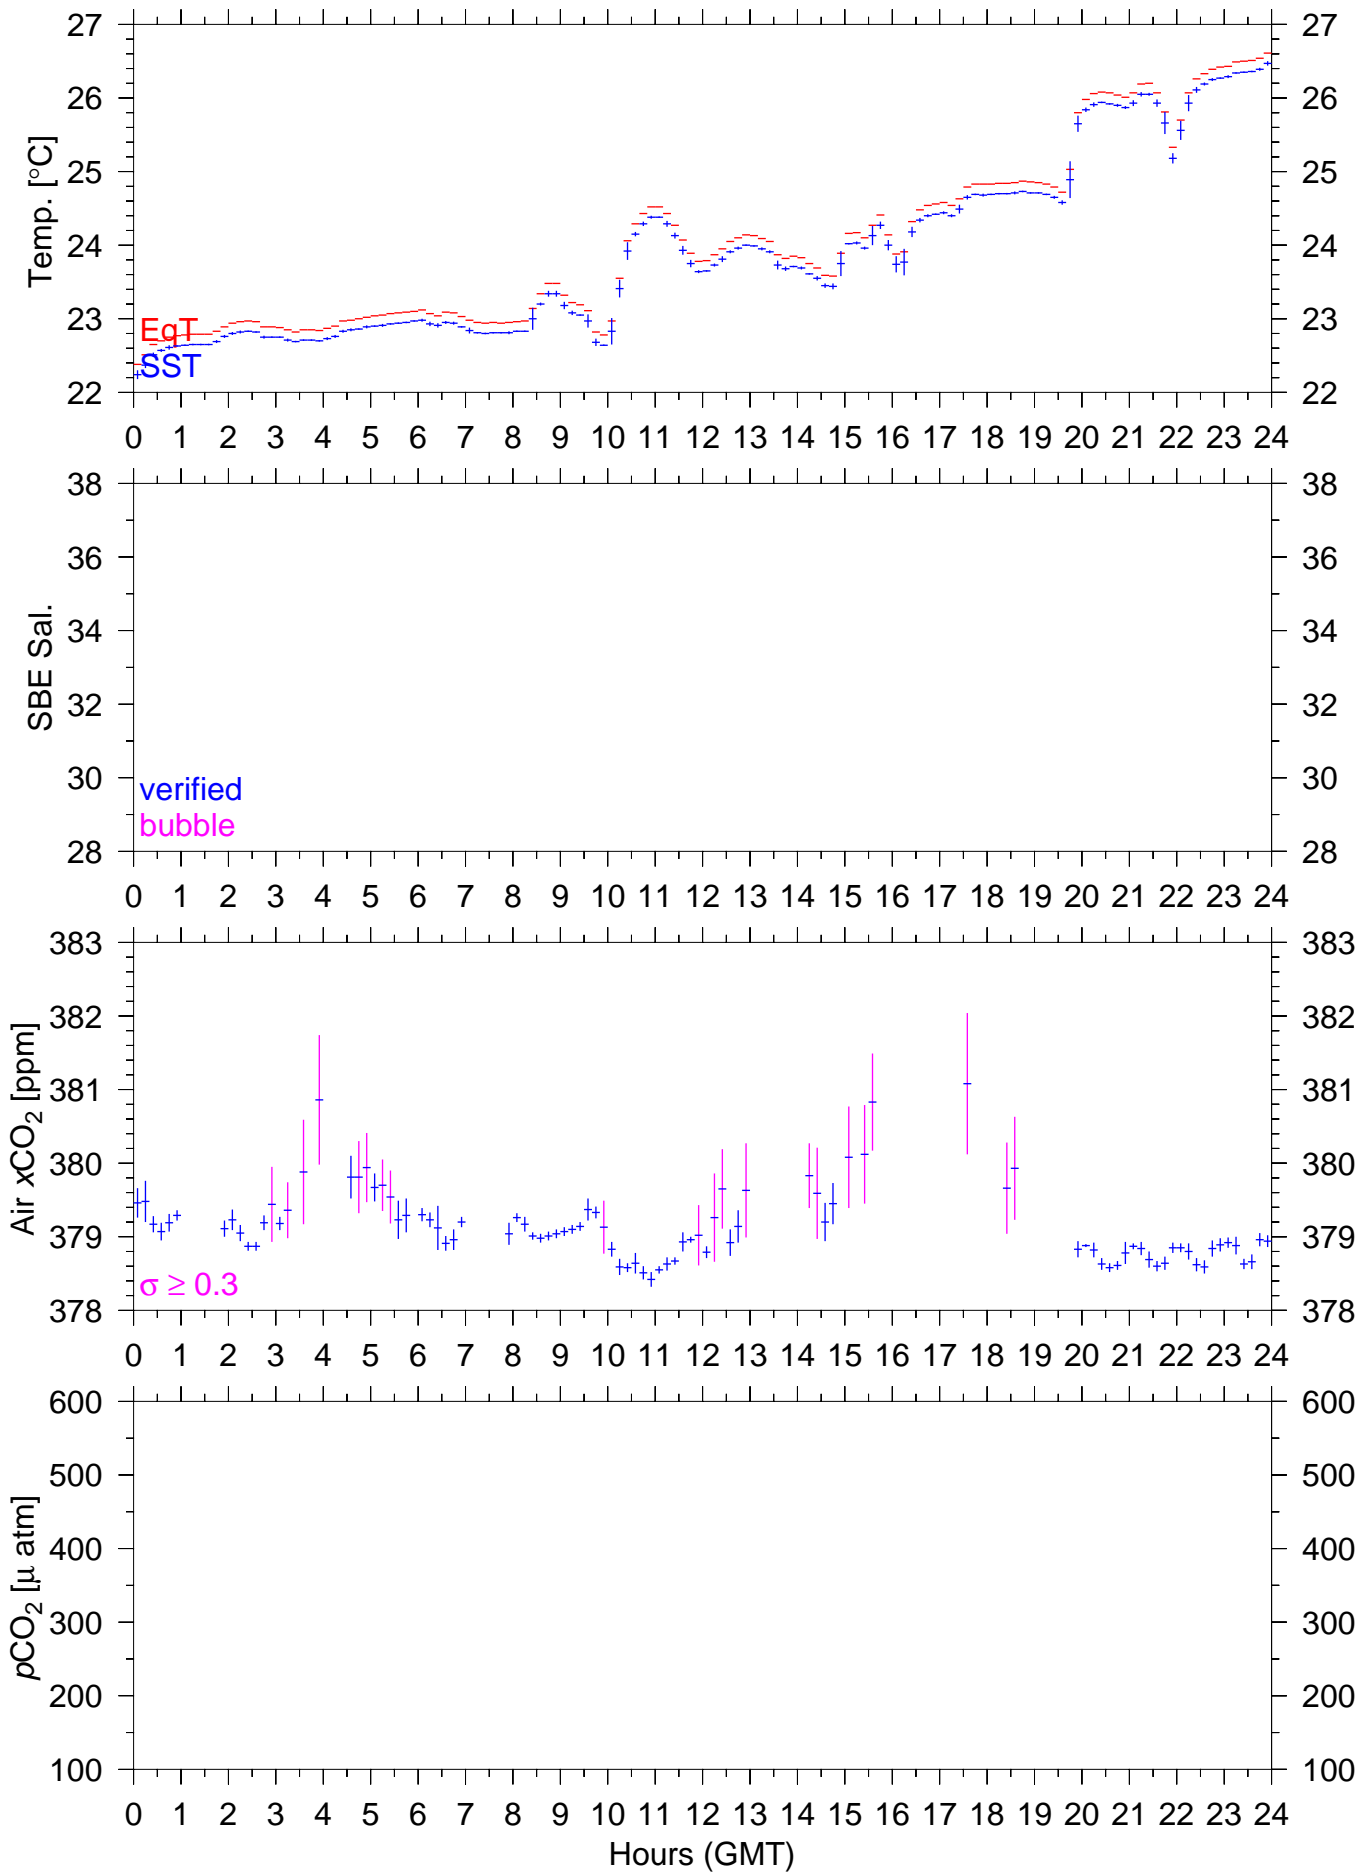 27 27
26 26
25 25
24 24
23 23
22 22
Temp. [°C]
EqT
SST
0 1 2 3 4 5 6 7 8 9 10 11 12 13 14 15 16 17 18 19 20 21 22 23 24
38 38
36 36
34 34
32 32
30 30
28 28
SBE Sal.
verified
bubble
0 1 2 3 4 5 6 7 8 9 10 11 12 13 14 15 16 17 18 19 20 21 22 23 24
383 383
382 382
381 381
380 380
379 379
378 378
Air xCO₂ [ppm]
σ ≥ 0.3
0 1 2 3 4 5 6 7 8 9 10 11 12 13 14 15 16 17 18 19 20 21 22 23 24
600 600
500 500
400 400
300 300
200 200
100 100
pCO₂ [μ atm]
0 1 2 3 4 5 6 7 8 9 10 11 12 13 14 15 16 17 18 19 20 21 22 23 24
Hours (GMT)